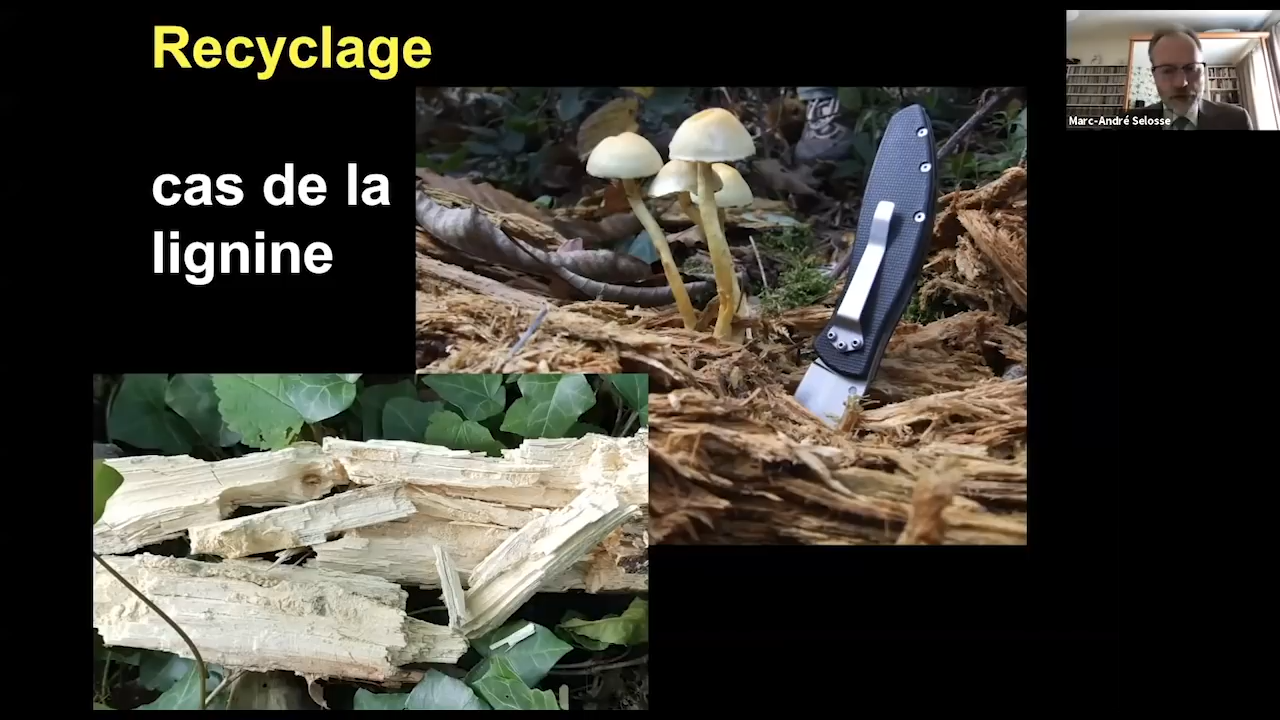 Recyclage
cas de la
lignine
Marc-André Selosse